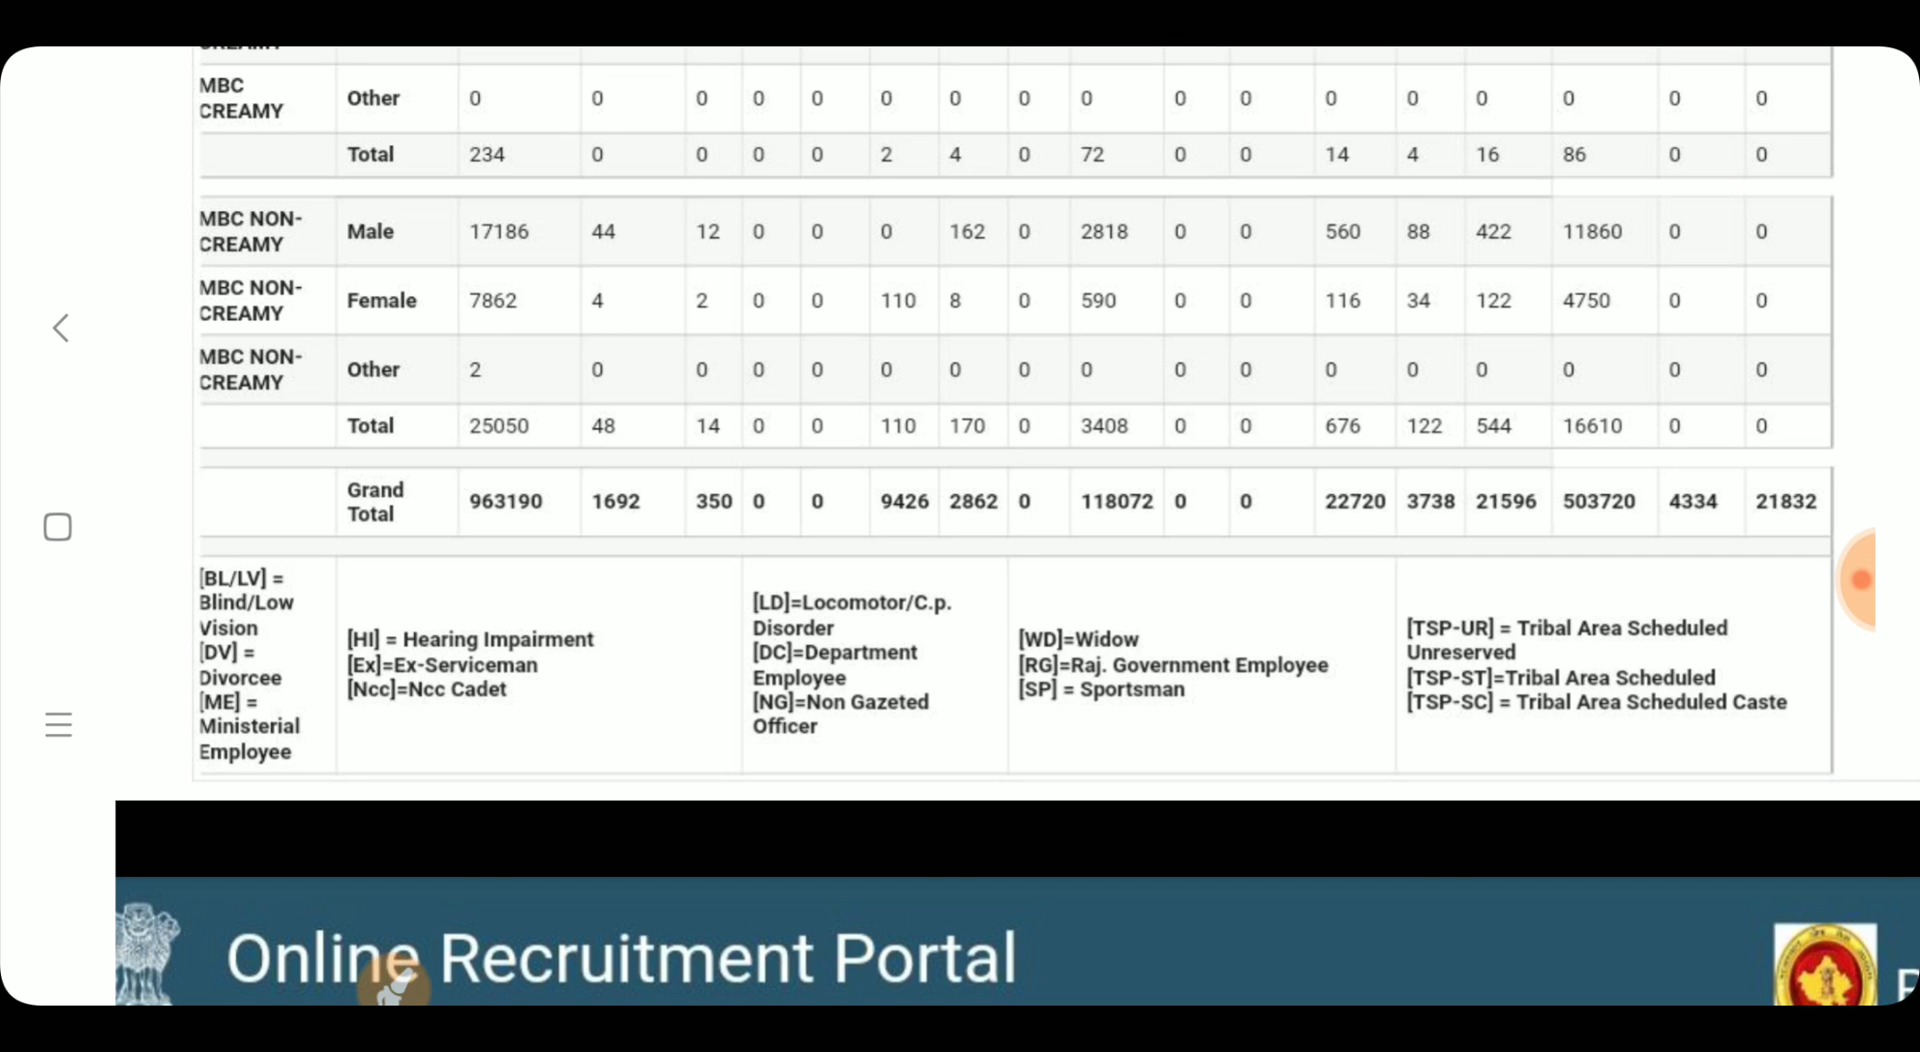 MBC
CREAMY Other 0 0 0 0 0 0 0 0 0 0 0 0 0 0 0 0 0
Total 234 0 0 0 0 2 4 0 72 0 0 14 4 16 86 0 0
MBC NON-
CREAMY Male 17186 44 12 0 0 0 162 0 2818 0 0 560 88 422 11860 0 0
MBC NON-
CREAMY Female 7862 4 2 0 0 110 8 0 590 0 0 116 34 122 4750 0 0
MBC NON-
CREAMY Other 2 0 0 0 0 0 0 0 0 0 0 0 0 0 0 0 0
Total 25050 48 14 0 0 110 170 0 3408 0 0 676 122 544 16610 0 0
Grand
Total 963190 1692 350 0 0 9426 2862 0 118072 0 0 22720 3738 21596 503720 4334 21832
[BL/LV] =
Blind/Low
Vision
[DV] =
Divorcee
[ME] =
Ministerial
Employee
[HI] = Hearing Impairment
[Ex]=Ex-Serviceman
[Ncc]=Ncc Cadet
[LD]=Locomotor/C.p.
Disorder
[DC]=Department
Employee
[NG]=Non Gazeted
Officer
[WD]=Widow
[RG]=Raj. Government Employee
[SP] = Sportsman
[TSP-UR] = Tribal Area Scheduled
Unreserved
[TSP-ST]=Tribal Area Scheduled
[TSP-SC] = Tribal Area Scheduled Caste
Online Recruitment Portal